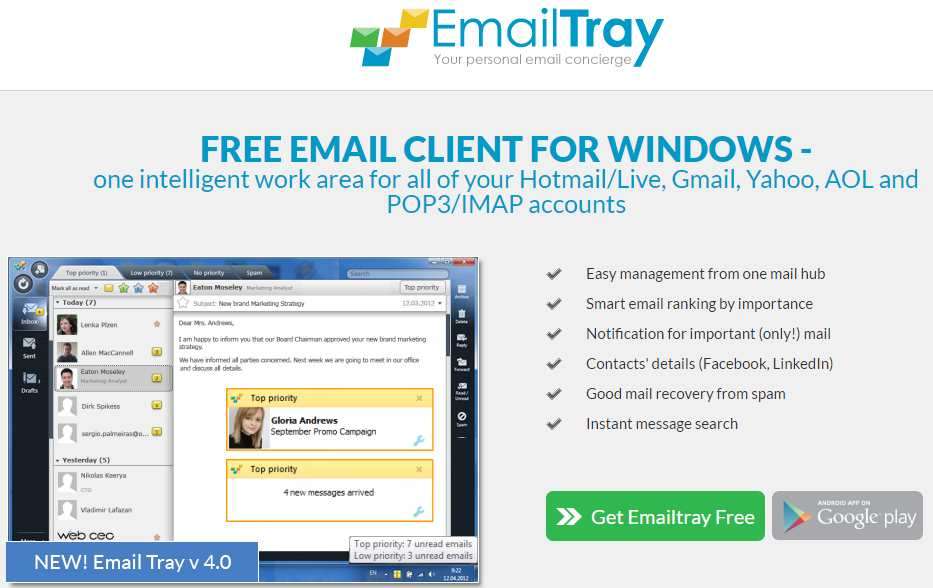 EmailTray
Your personal email concierge
FREE EMAIL CLIENT FOR WINDOWS -
one intelligent work area for all of your Hotmail/Live, Gmail, Yahoo, AOL and
POP3/IMAP accounts
Top priority (1)
Low priority (7)
No priority
Spam
Search
Mark all as read
Today (7)
Lenka Plzen
Allen MacCannell
Eaton Moseley
Marketing Analyst
Dirk Spikess
sergio.palmeiras@o...
Yesterday (5)
Nikolas Keerya
CTO
Vladimir Lafazan
web ceo
Inbox
Sent
Drafts
Eaton Moseley Marketing Analyst
Top priority
Subject: New brand Marketing Strategy
12.03.2012
Dear Mrs. Andrews,
I am happy to inform you that our Board Chairman approved your new brand marketing
strategy.
We have informed all parties concerned. Next week we are going to meet in our office
and discuss all details.
Top priority
Gloria Andrews
September Promo Campaign
Top priority
4 new messages arrived
Archive
Delete
Reply
Forward
Read /
Unread
Spam
Top priority: 7 unread emails
Low priority: 3 unread emails
EN
9:22
12.04.2012
NEW! Email Tray v 4.0
Easy management from one mail hub
Smart email ranking by importance
Notification for important (only!) mail
Contacts' details (Facebook, LinkedIn)
Good mail recovery from spam
Instant message search
Get Emailtray Free
ANDROID APP ON
Google play